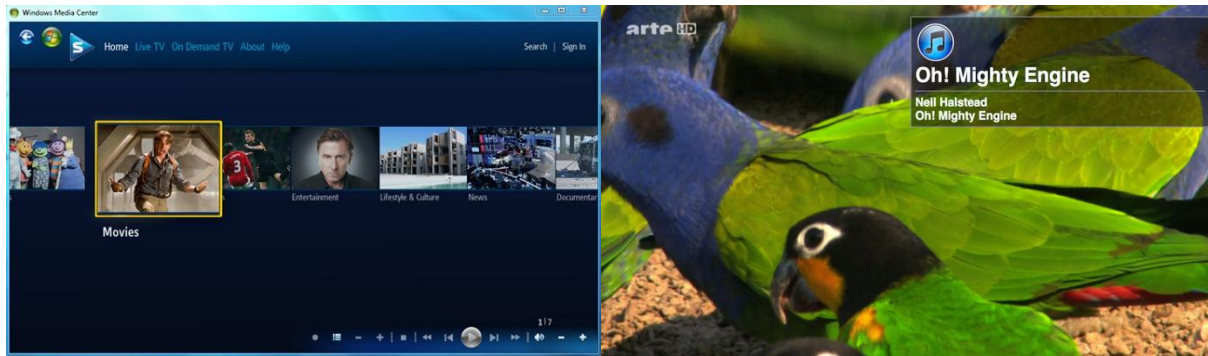 Windows Media Center
Home Live TV On Demand TV About Help
Search | Sign In
Entertainment
Lifestyle & Culture
News
Documentar
Movies
1|7
arte HD
Oh! Mighty Engine
Neil Halstead
Oh! Mighty Engine